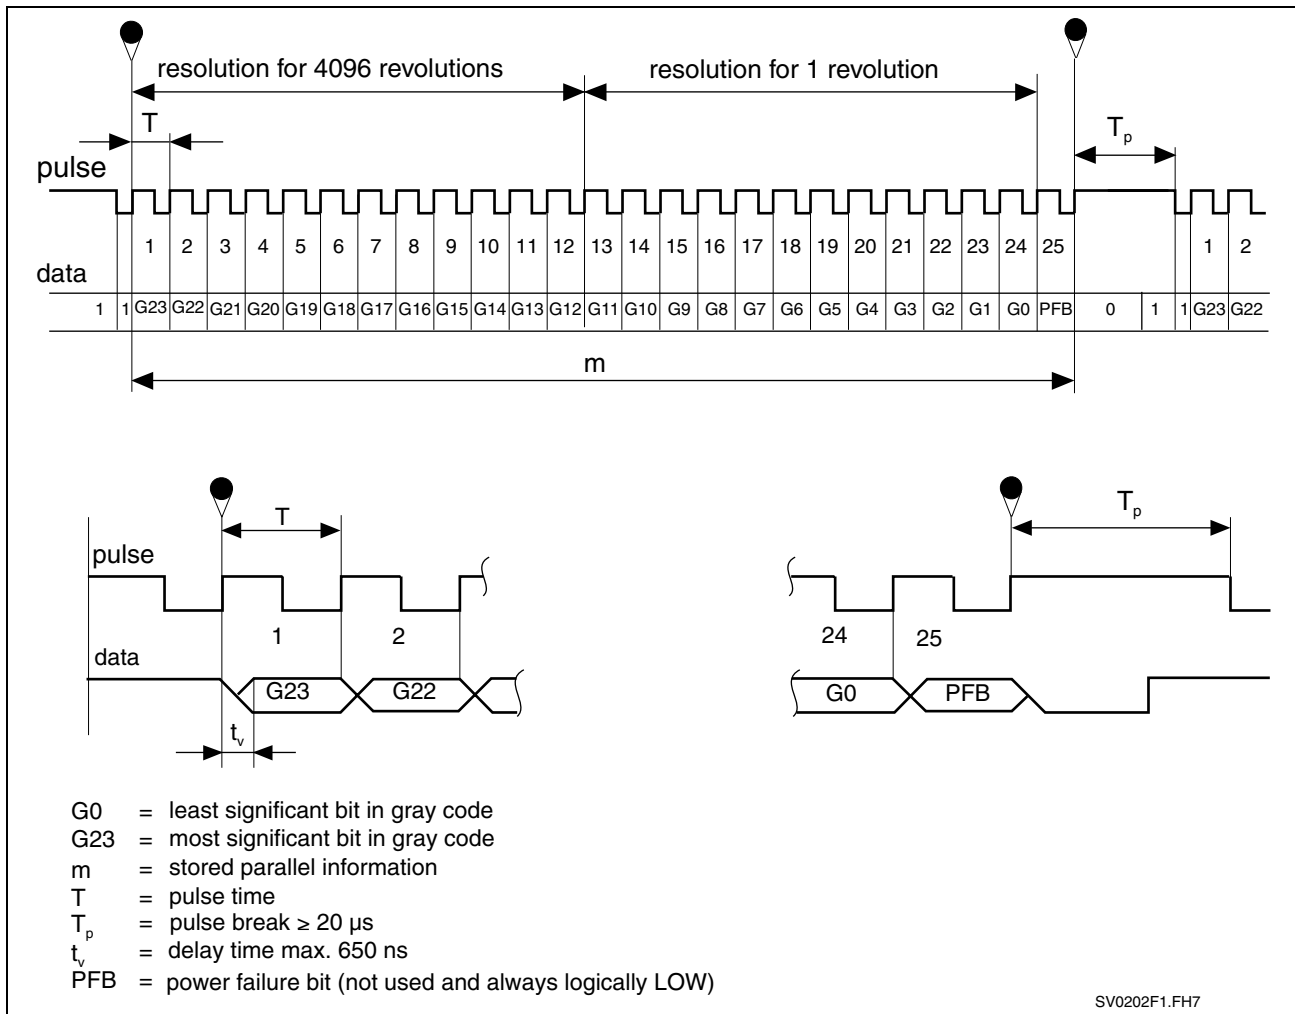 resolution for 4096 revolutions resolution for 1 revolution
T Tp
pulse
1 2 3 4 5 6 7 8 9 10 11 12 13 14 15 16 17 18 19 20 21 22 23 24 25 1 2
data
1 1 G23 G22 G21 G20 G19 G18 G17 G16 G15 G14 G13 G12 G11 G10 G9 G8 G7 G6 G5 G4 G3 G2 G1 G0 PFB 0 1 1 G23 G22
m
T Tp
pulse
1 2 24 25
data
G23 G22 G0 PFB
tv
G0 = least significant bit in gray code
G23 = most significant bit in gray code
m = stored parallel information
T = pulse time
Tp = pulse break ≥ 20 µs
tv = delay time max. 650 ns
PFB = power failure bit (not used and always logically LOW)
SV0202F1.FH7